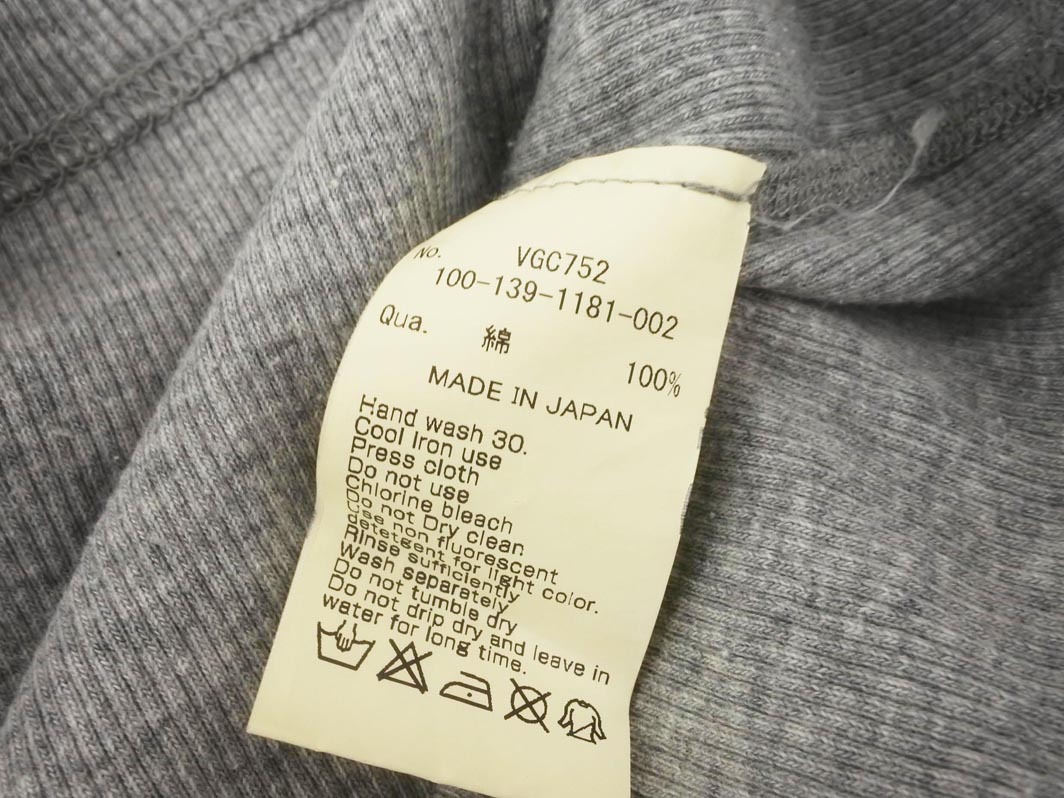 No. VGC752
100-139-1181-002
Qua. 綿 100%
MADE IN JAPAN
Hand wash 30.
Cool Iron use
Press cloth
Do not use
Chlorine bleach
Do not Dry clean
use non fluorescent
detetgent for light color.
Rinse sufficiently
Wash separately
Do not tumble dry
Do not drip dry and leave in
water for long time.